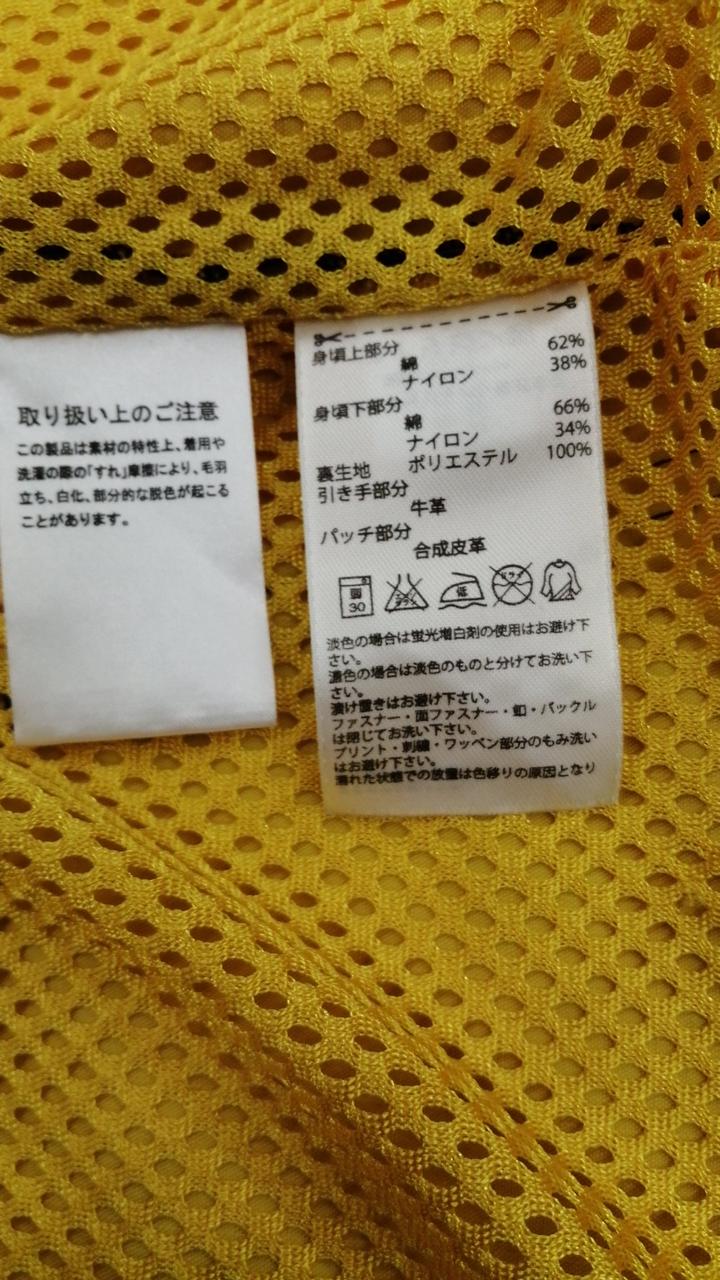 取り扱い上のご注意
この製品は素材の特性上、着用や
洗濯の際の「すれ」摩擦により、毛羽
立ち、白化、部分的な脱色が起こる
ことがあります。
身頃上部分
綿 62%
ナイロン 38%
身頃下部分
綿 66%
ナイロン 34%
裏生地 ポリエステル 100%
引き手部分
牛革
パッチ部分
合成皮革
弱 30 低
淡色の場合は蛍光増白剤の使用はお避け下
さい。
濃色の場合は淡色のものと分けてお洗い下
さい。
漬け置きはお避け下さい。
ファスナー・面ファスナー・釦・バックル
は閉じてお洗い下さい。
プリント・刺繍・ワッペン部分のもみ洗い
はお避け下さい。
濡れた状態での放置は色移りの原因となり